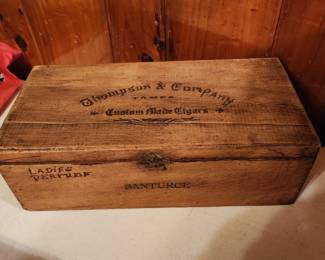 Thompson & Company
TAMPA
Custom Made Cigars
LADIES
PERFUME
SANTURCE